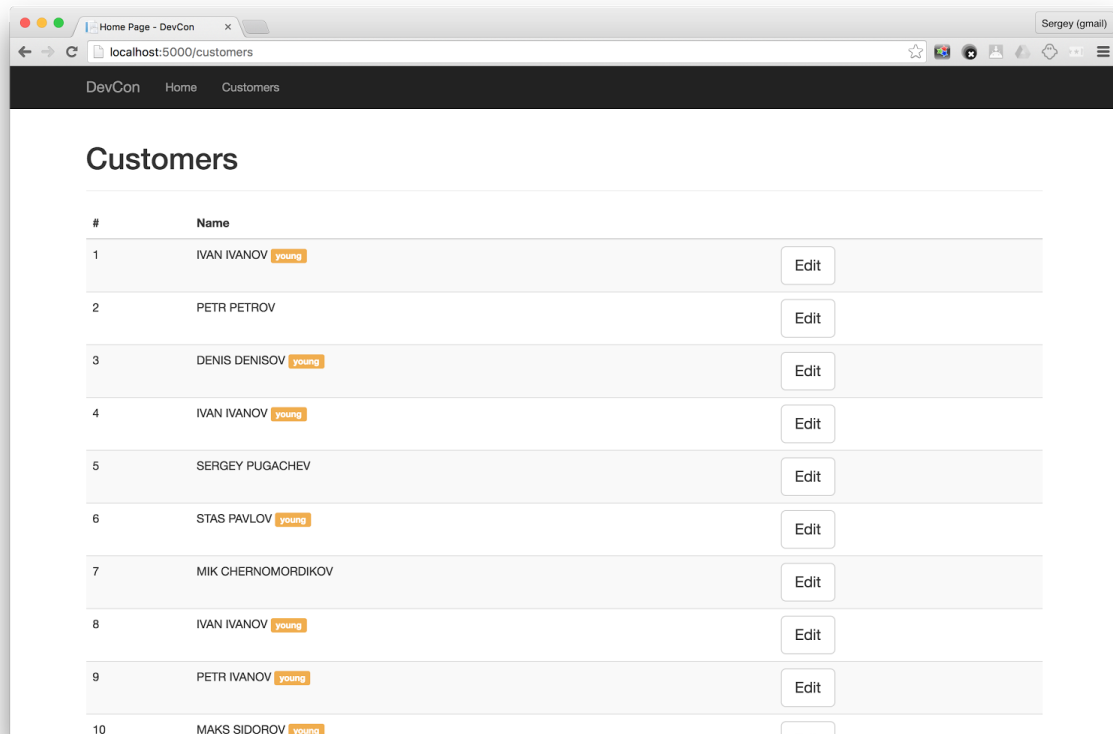 Home Page - DevCon
Sergey (gmail)
localhost:5000/customers
DevCon Home Customers
Customers
# Name
1 IVAN IVANOV young Edit
2 PETR PETROV Edit
3 DENIS DENISOV young Edit
4 IVAN IVANOV young Edit
5 SERGEY PUGACHEV Edit
6 STAS PAVLOV young Edit
7 MIK CHERNOMORDIKOV Edit
8 IVAN IVANOV young Edit
9 PETR IVANOV young Edit
10 MAKS SIDOROV young